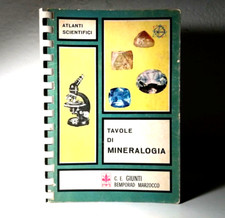 ATLANTI
SCIENTIFICI
TAVOLE
DI
MINERALOGIA
C. E. GIUNTI
BEMPORAD MARZOCCO